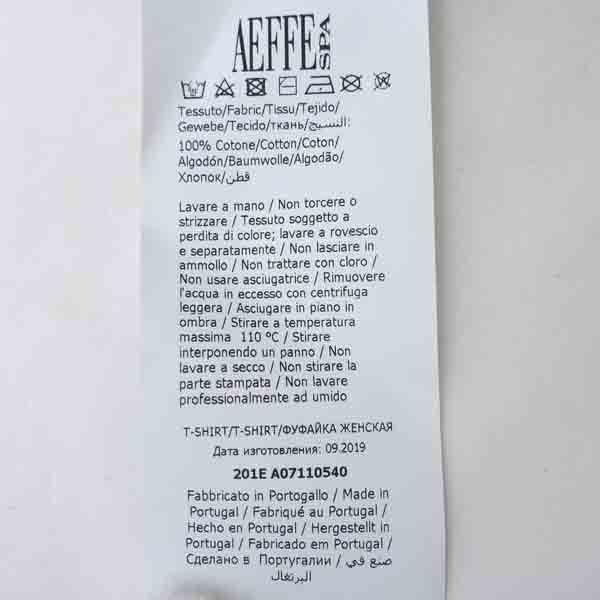 AEFFE SPA
Tessuto/Fabric/Tissu/Tejido/
Gewebe/Tecido/ткань/النسيج:
100% Cotone/Cotton/Coton/
Algodón/Baumwolle/Algodão/
Хлопок/قطن
Lavare a mano / Non torcere o
strizzare / Tessuto soggetto a
perdita di colore; lavare a rovescio
e separatamente / Non lasciare in
ammollo / Non trattare con cloro /
Non usare asciugatrice / Rimuovere
l'acqua in eccesso con centrifuga
leggera / Asciugare in piano in
ombra / Stirare a temperatura
massima 110 ºC / Stirare
interponendo un panno / Non
lavare a secco / Non stirare la
parte stampata / Non lavare
professionalmente ad umido
T-SHIRT/T-SHIRT/ФУФАЙКА ЖЕНСКАЯ
Дата изготовления: 09.2019
201E A07110540
Fabbricato in Portogallo / Made in
Portugal / Fabriqué au Portugal /
Hecho en Portugal / Hergestellt in
Portugal / Fabricado em Portugal /
Сделано в Португалии / صنع في
البرتغال